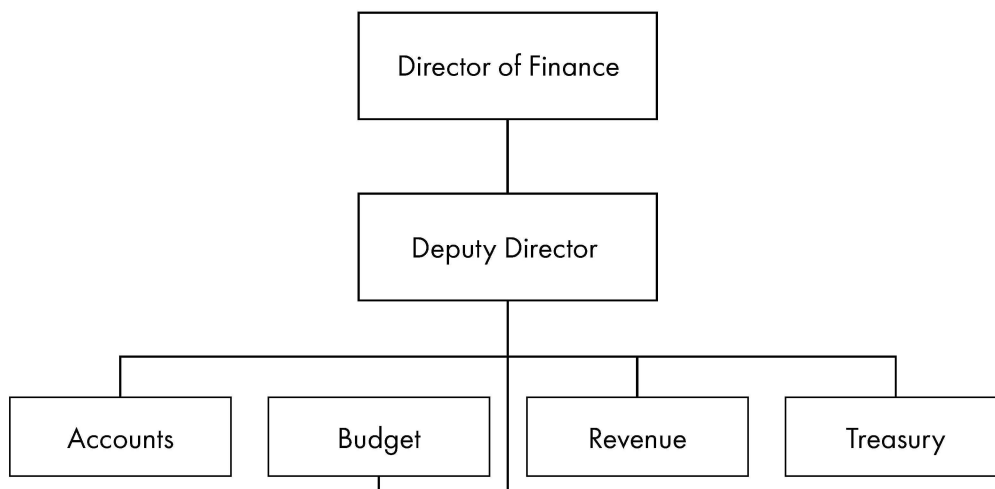 Director of Finance
Deputy Director
Accounts
Budget
Revenue
Treasury